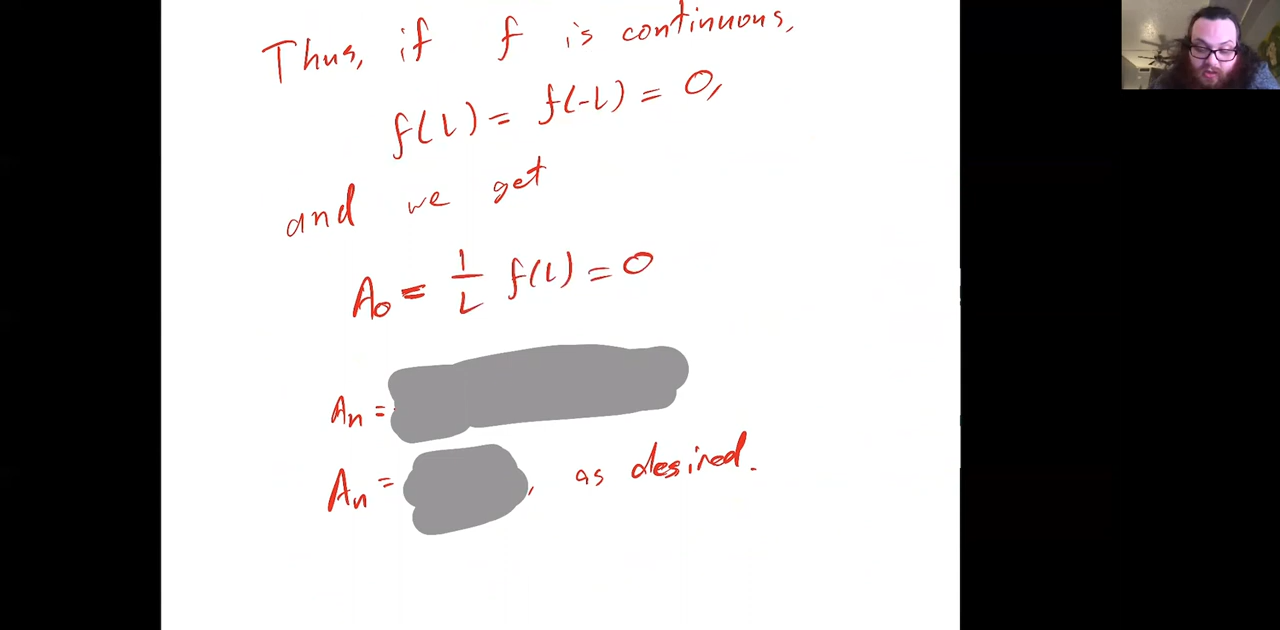 Thus, if f is continuous,
f(L) = f(-L) = 0,
and we get
A₀ = 1/L f(L) = 0
Aₙ =
Aₙ = , as desired.